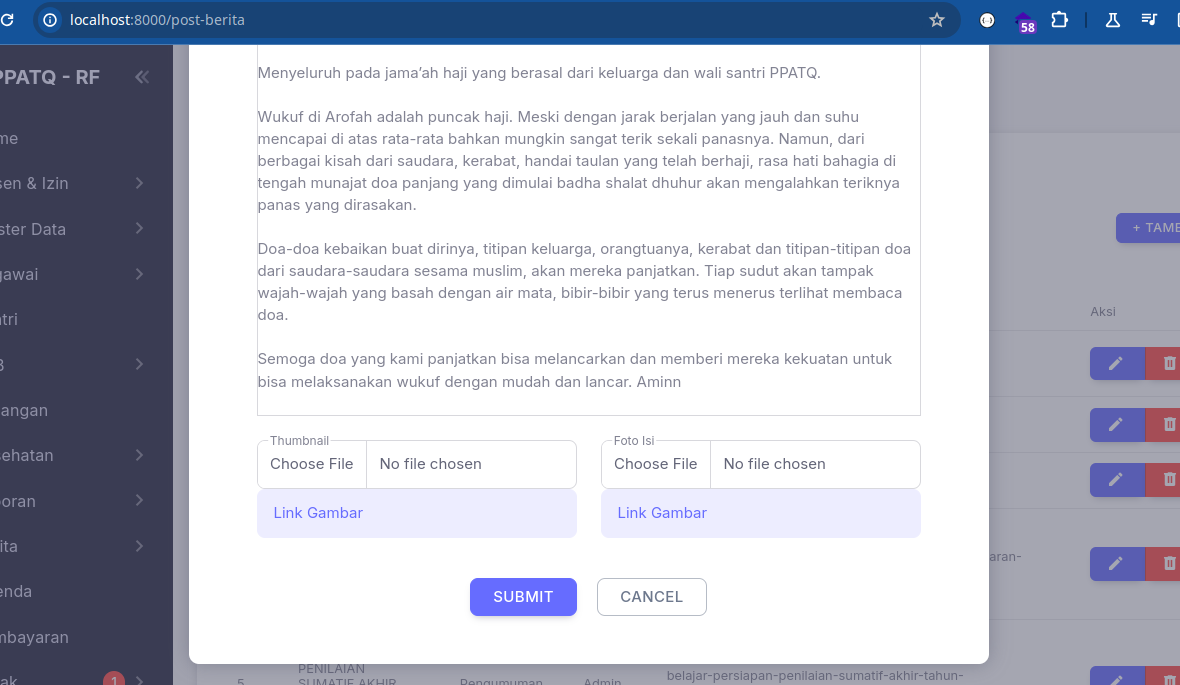 localhost:8000/post-berita
58
PPATQ - RF
me
sen & Izin
ster Data
gawai
tri
B
angan
sehatan
oran
ita
enda
mbayaran
ak
1
Menyeluruh pada jama’ah haji yang berasal dari keluarga dan wali santri PPATQ.
Wukuf di Arofah adalah puncak haji. Meski dengan jarak berjalan yang jauh dan suhu
mencapai di atas rata-rata bahkan mungkin sangat terik sekali panasnya. Namun, dari
berbagai kisah dari saudara, kerabat, handai taulan yang telah berhaji, rasa hati bahagia di
tengah munajat doa panjang yang dimulai badha shalat dhuhur akan mengalahkan teriknya
panas yang dirasakan.
Doa-doa kebaikan buat dirinya, titipan keluarga, orangtuanya, kerabat dan titipan-titipan doa
dari saudara-saudara sesama muslim, akan mereka panjatkan. Tiap sudut akan tampak
wajah-wajah yang basah dengan air mata, bibir-bibir yang terus menerus terlihat membaca
doa.
Semoga doa yang kami panjatkan bisa melancarkan dan memberi mereka kekuatan untuk
bisa melaksanakan wukuf dengan mudah dan lancar. Aminn
Thumbnail
Choose File No file chosen
Link Gambar
Foto Isi
Choose File No file chosen
Link Gambar
SUBMIT CANCEL
+ TAMB
Aksi
aran-
5
PENILAIAN
SUMATIF AKHIR
Pengumuman
Admin
belajar-persiapan-penilaian-sumatif-akhir-tahun-